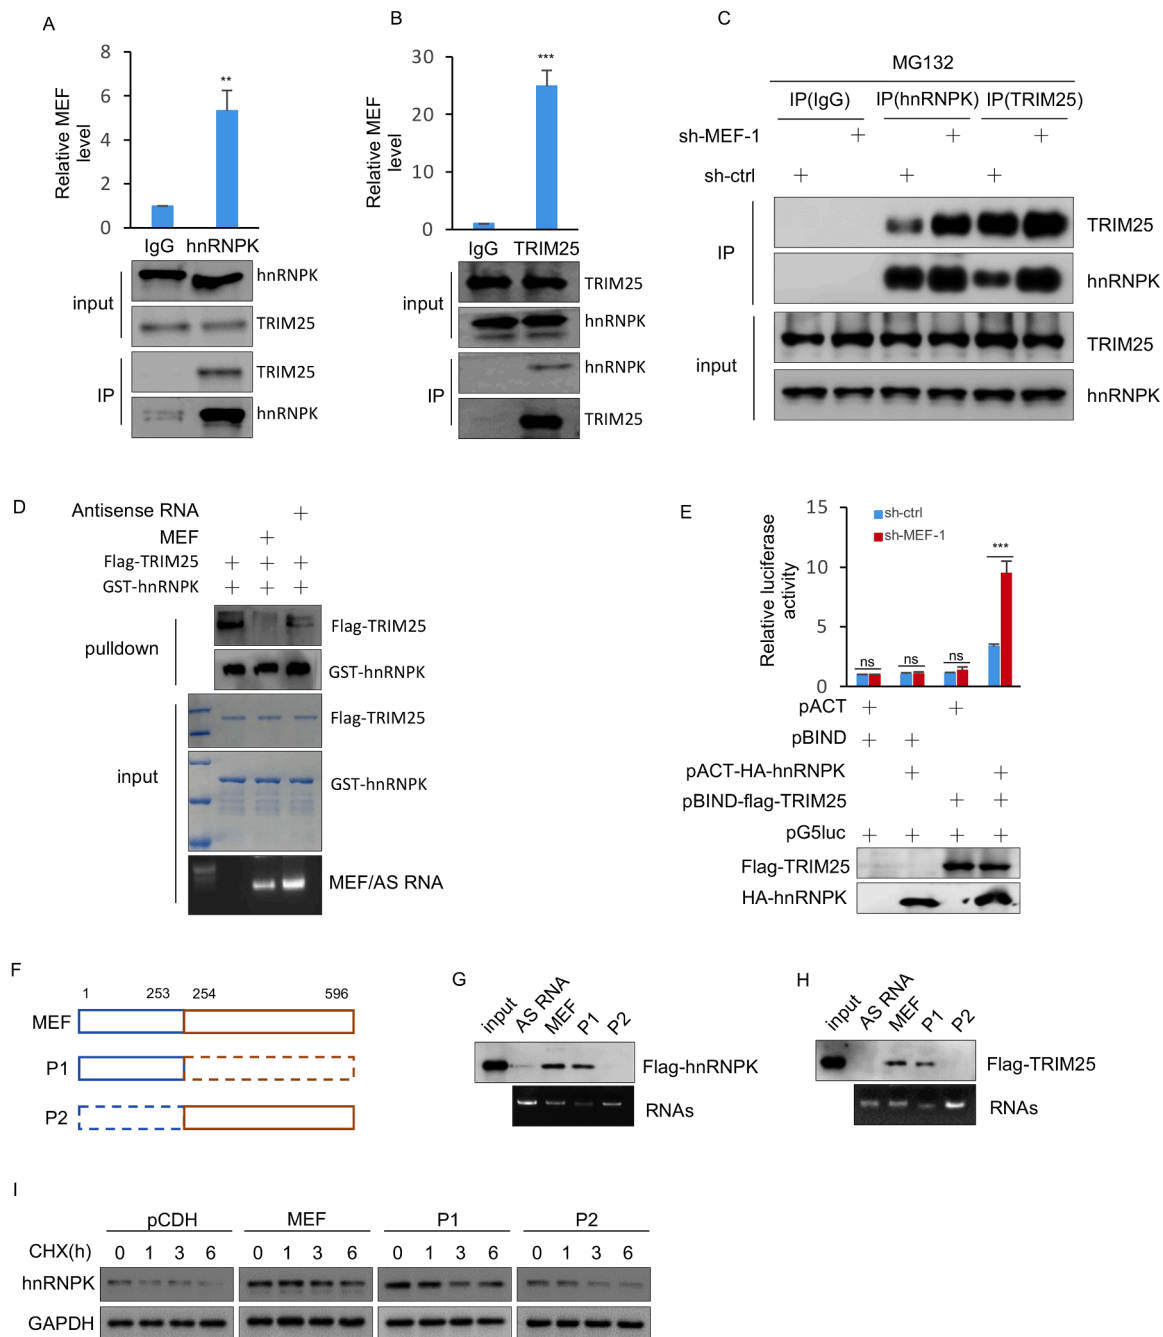 A
Relative MEF
level
8
6
4
2
0
**
IgG hnRNPK
input
hnRNPK
TRIM25
IP
TRIM25
hnRNPK
B
Relative MEF
level
30
20
10
0
***
IgG TRIM25
input
TRIM25
hnRNPK
IP
hnRNPK
TRIM25
C
MG132
IP(IgG) IP(hnRNPK) IP(TRIM25)
sh-MEF-1 + + +
sh-ctrl + + +
IP
TRIM25
hnRNPK
input
TRIM25
hnRNPK
D
Antisense RNA +
MEF +
Flag-TRIM25 + + +
GST-hnRNPK + + +
pulldown
Flag-TRIM25
GST-hnRNPK
input
Flag-TRIM25
GST-hnRNPK
MEF/AS RNA
E
Relative luciferase
activity
15
10
5
0
sh-ctrl
sh-MEF-1
ns ns ns ***
pACT + +
pBIND + +
pACT-HA-hnRNPK + +
pBIND-flag-TRIM25 + +
pG5luc + + + +
Flag-TRIM25
HA-hnRNPK
F
1 253 254 596
MEF
P1
P2
G
input AS RNA MEF P1 P2
Flag-hnRNPK
RNAs
H
input AS RNA MEF P1 P2
Flag-TRIM25
RNAs
I
pCDH MEF P1 P2
CHX(h) 0 1 3 6 0 1 3 6 0 1 3 6 0 1 3 6
hnRNPK
GAPDH